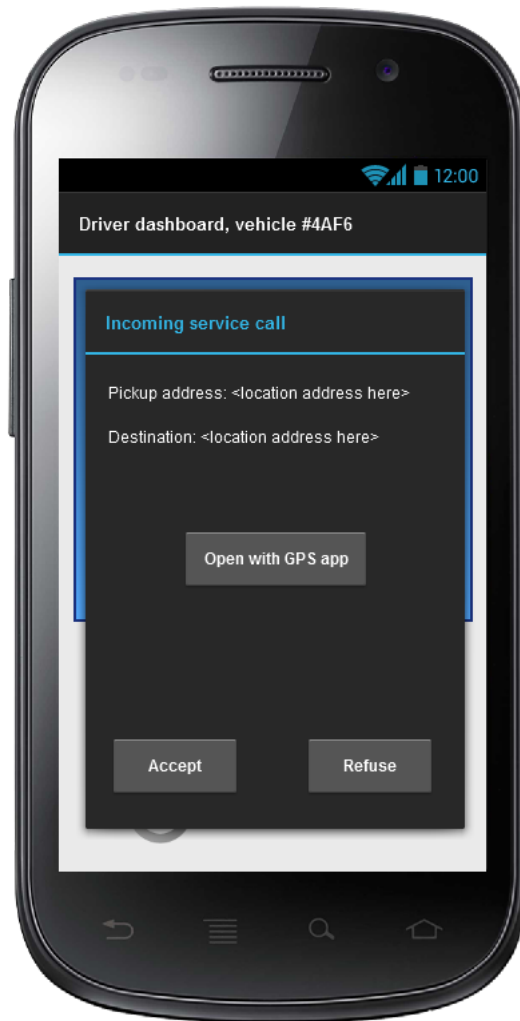 12:00
Driver dashboard, vehicle #4AF6
Incoming service call
Pickup address: <location address here>
Destination: <location address here>
Open with GPS app
Accept
Refuse